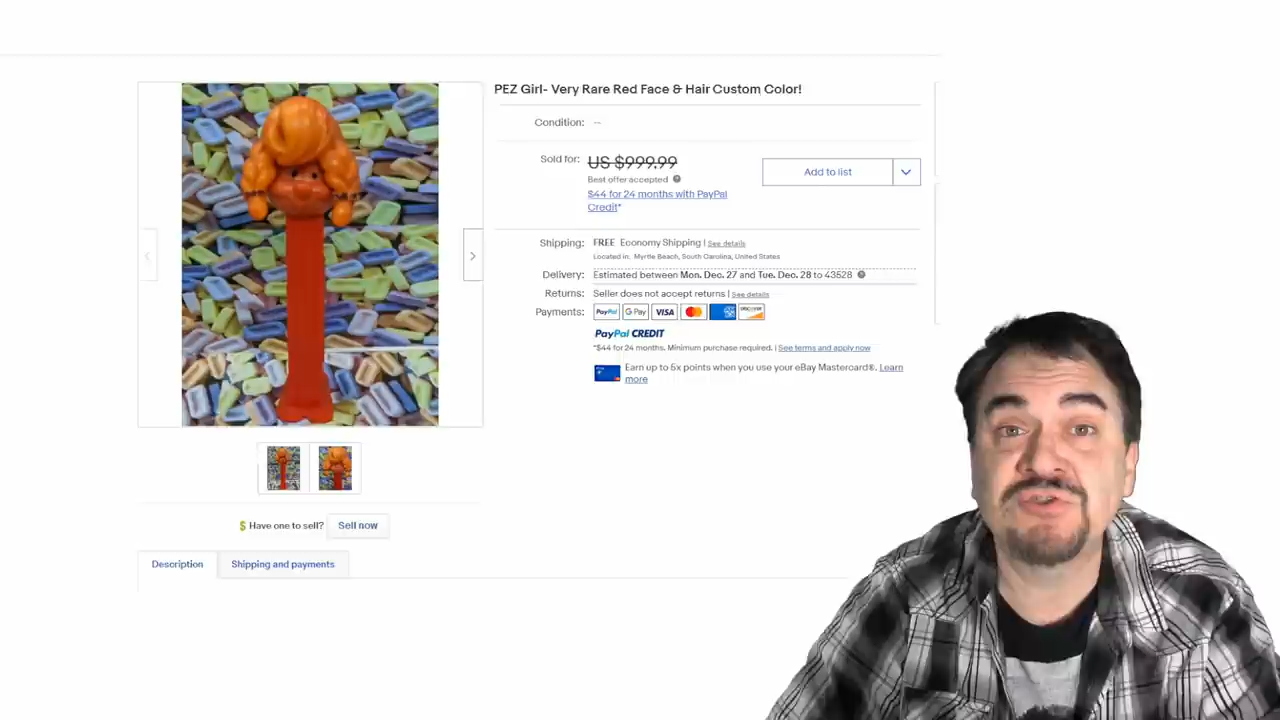 PEZ Girl- Very Rare Red Face & Hair Custom Color!
Condition: --
Sold for: US $999.99
Best offer accepted
Add to list
$44 for 24 months with PayPal
Credit*
Shipping: FREE Economy Shipping | See details
Located in: Myrtle Beach, South Carolina, United States
Delivery: Estimated between Mon. Dec. 27 and Tue. Dec. 28 to 43528
Returns: Seller does not accept returns | See details
Payments: PayPal G Pay VISA DISCOVER
PayPal CREDIT
*$44 for 24 months. Minimum purchase required. | See terms and apply now
Earn up to 5x points when you use your eBay Mastercard®. Learn
more
$ Have one to sell? Sell now
Description Shipping and payments